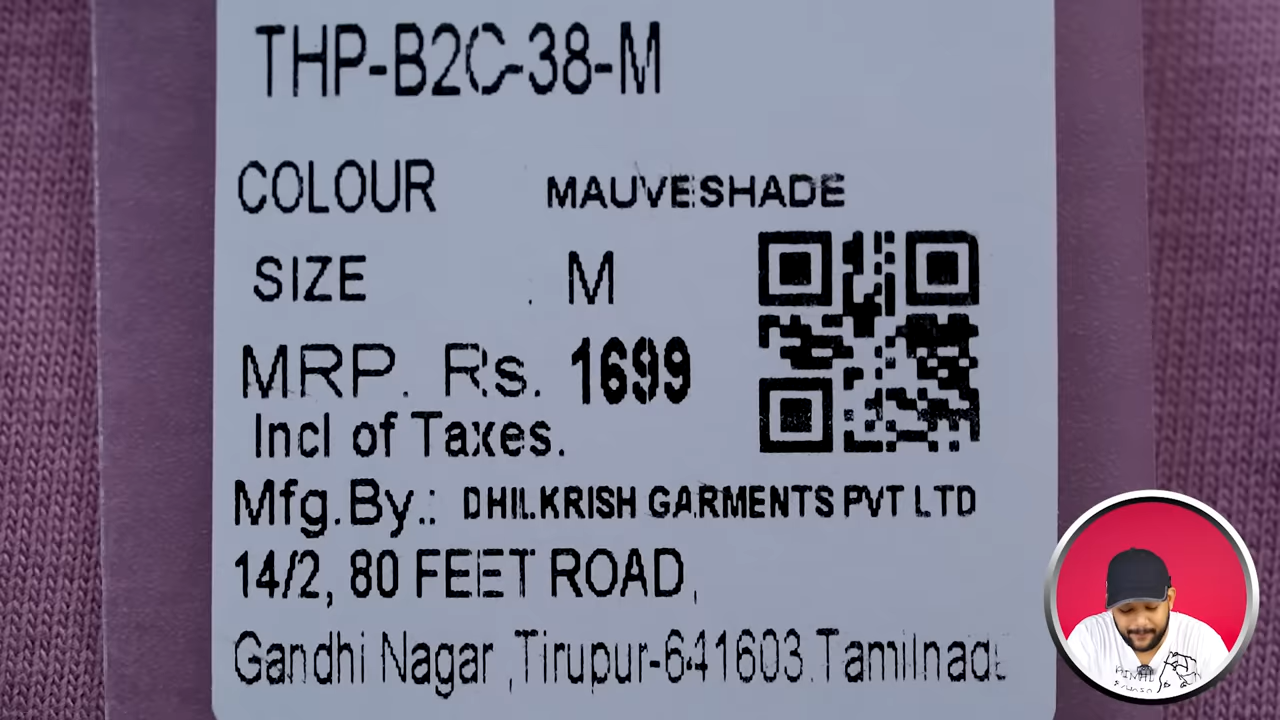 THP-B2C-38-M
COLOUR MAUVESHADE
SIZE : M
MRP. Rs. 1699
Incl of Taxes.
Mfg.By.: DHILKRISH GARMENTS PVT LTD
14/2, 80 FEET ROAD,
Gandhi Nagar ,Tirupur-641603.Tamilnadu